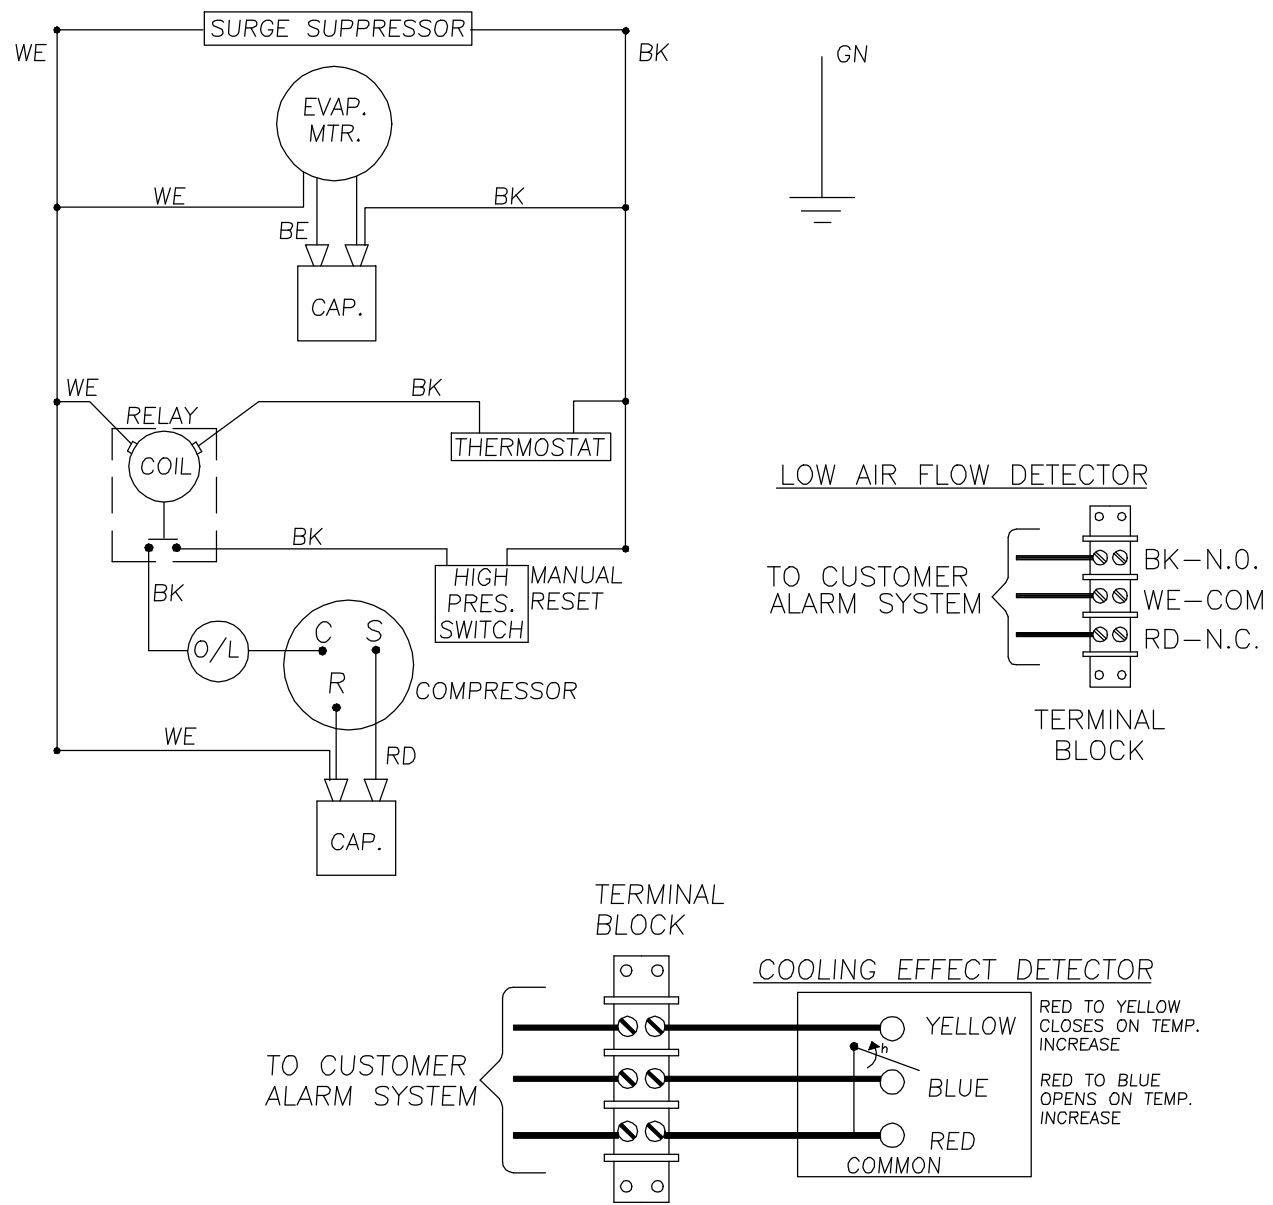 SURGE SUPPRESSOR
WE
BK
GN
EVAP.
MTR.
WE
BK
BE
CAP.
WE
BK
RELAY
COIL
THERMOSTAT
BK
HIGH
PRES.
SWITCH
MANUAL
RESET
BK
O/L
C
S
R
COMPRESSOR
WE
RD
CAP.
LOW AIR FLOW DETECTOR
TO CUSTOMER
ALARM SYSTEM
BK-N.O.
WE-COM
RD-N.C.
TERMINAL
BLOCK
TERMINAL
BLOCK
COOLING EFFECT DETECTOR
TO CUSTOMER
ALARM SYSTEM
YELLOW
h
BLUE
RED
COMMON
RED TO YELLOW
CLOSES ON TEMP.
INCREASE
RED TO BLUE
OPENS ON TEMP.
INCREASE